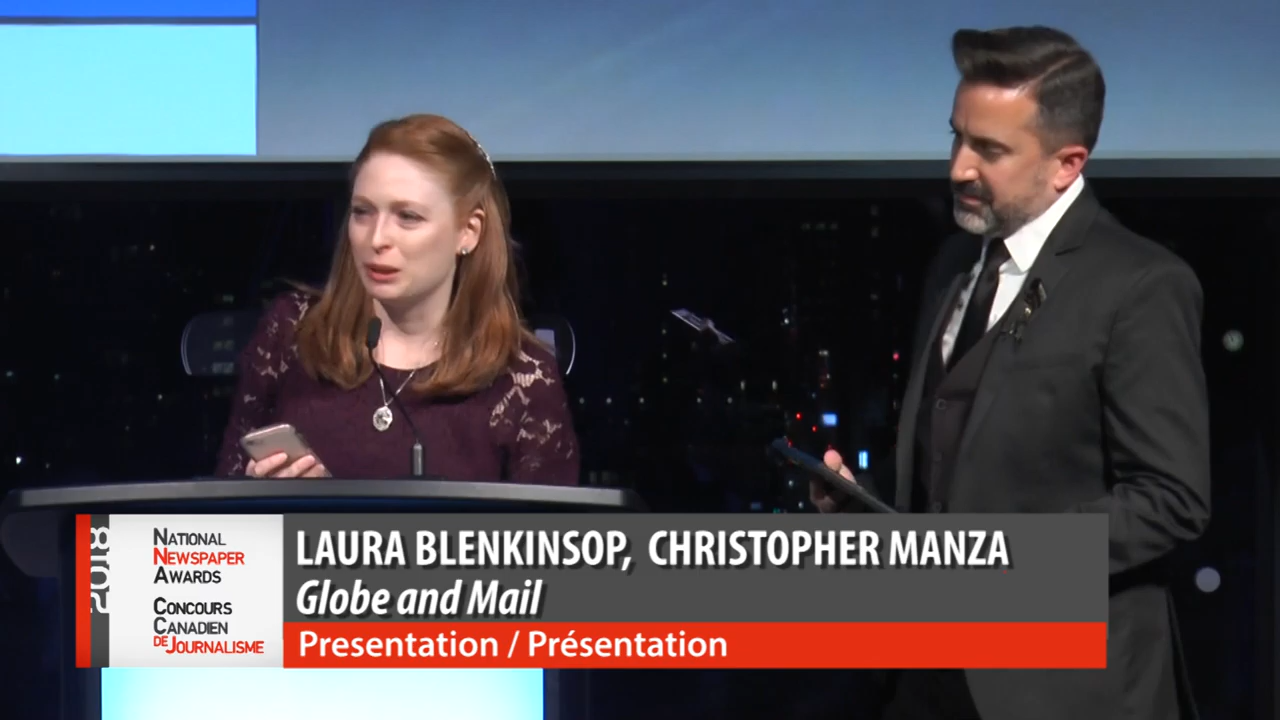 2018
NATIONAL
NEWSPAPER
AWARDS
CONCOURS
CANADIEN
DE JOURNALISME
LAURA BLENKINSOP, CHRISTOPHER MANZA
Globe and Mail
Presentation / Présentation